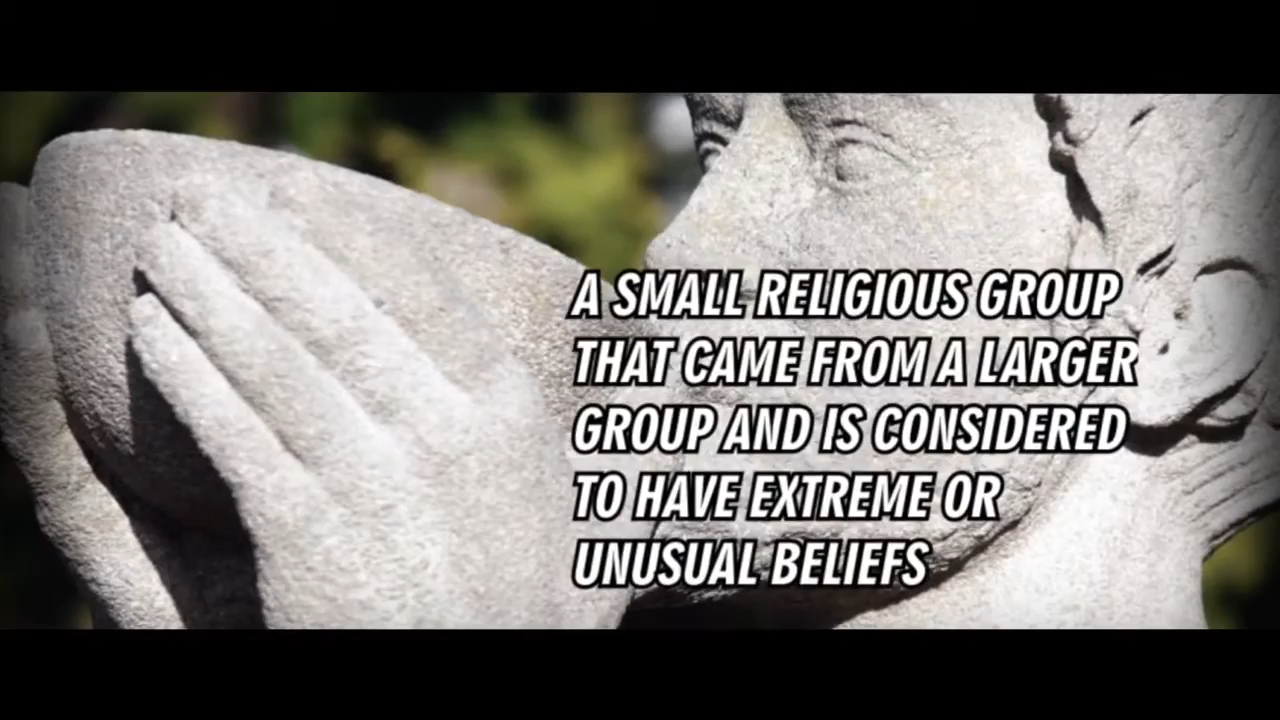 A SMALL RELIGIOUS GROUP
THAT CAME FROM A LARGER
GROUP AND IS CONSIDERED
TO HAVE EXTREME OR
UNUSUAL BELIEFS